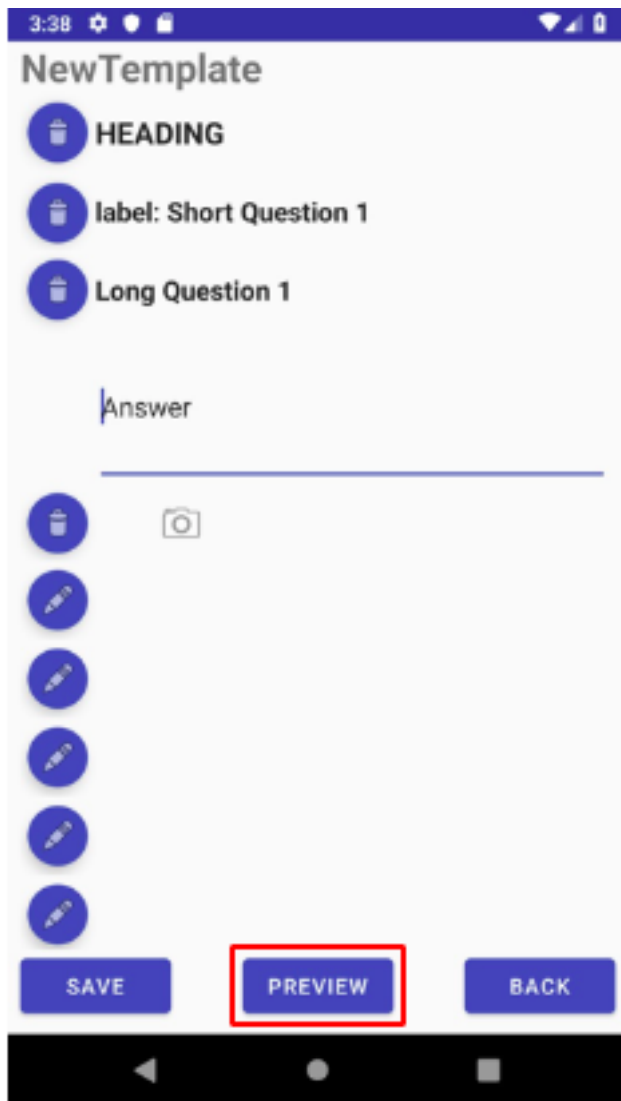 3:38
NewTemplate
HEADING
label: Short Question 1
Long Question 1
Answer
SAVE PREVIEW BACK